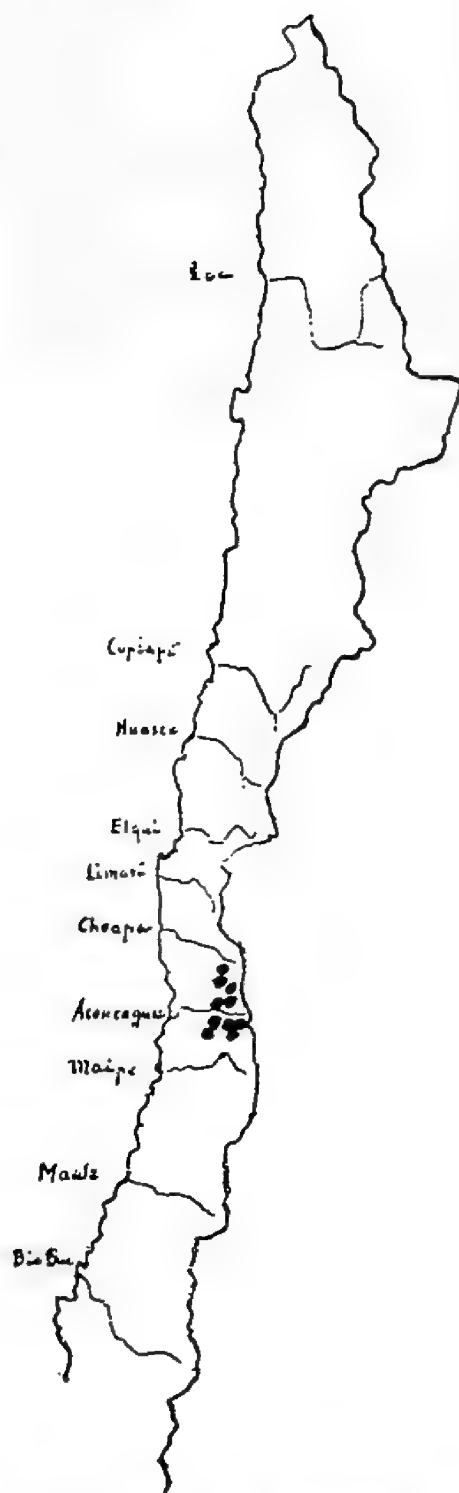 Loa
Copiapó
Huasco
Elqui
Limarí
Choapa
Aconcagua
Maipo
Maule
Bio Bio